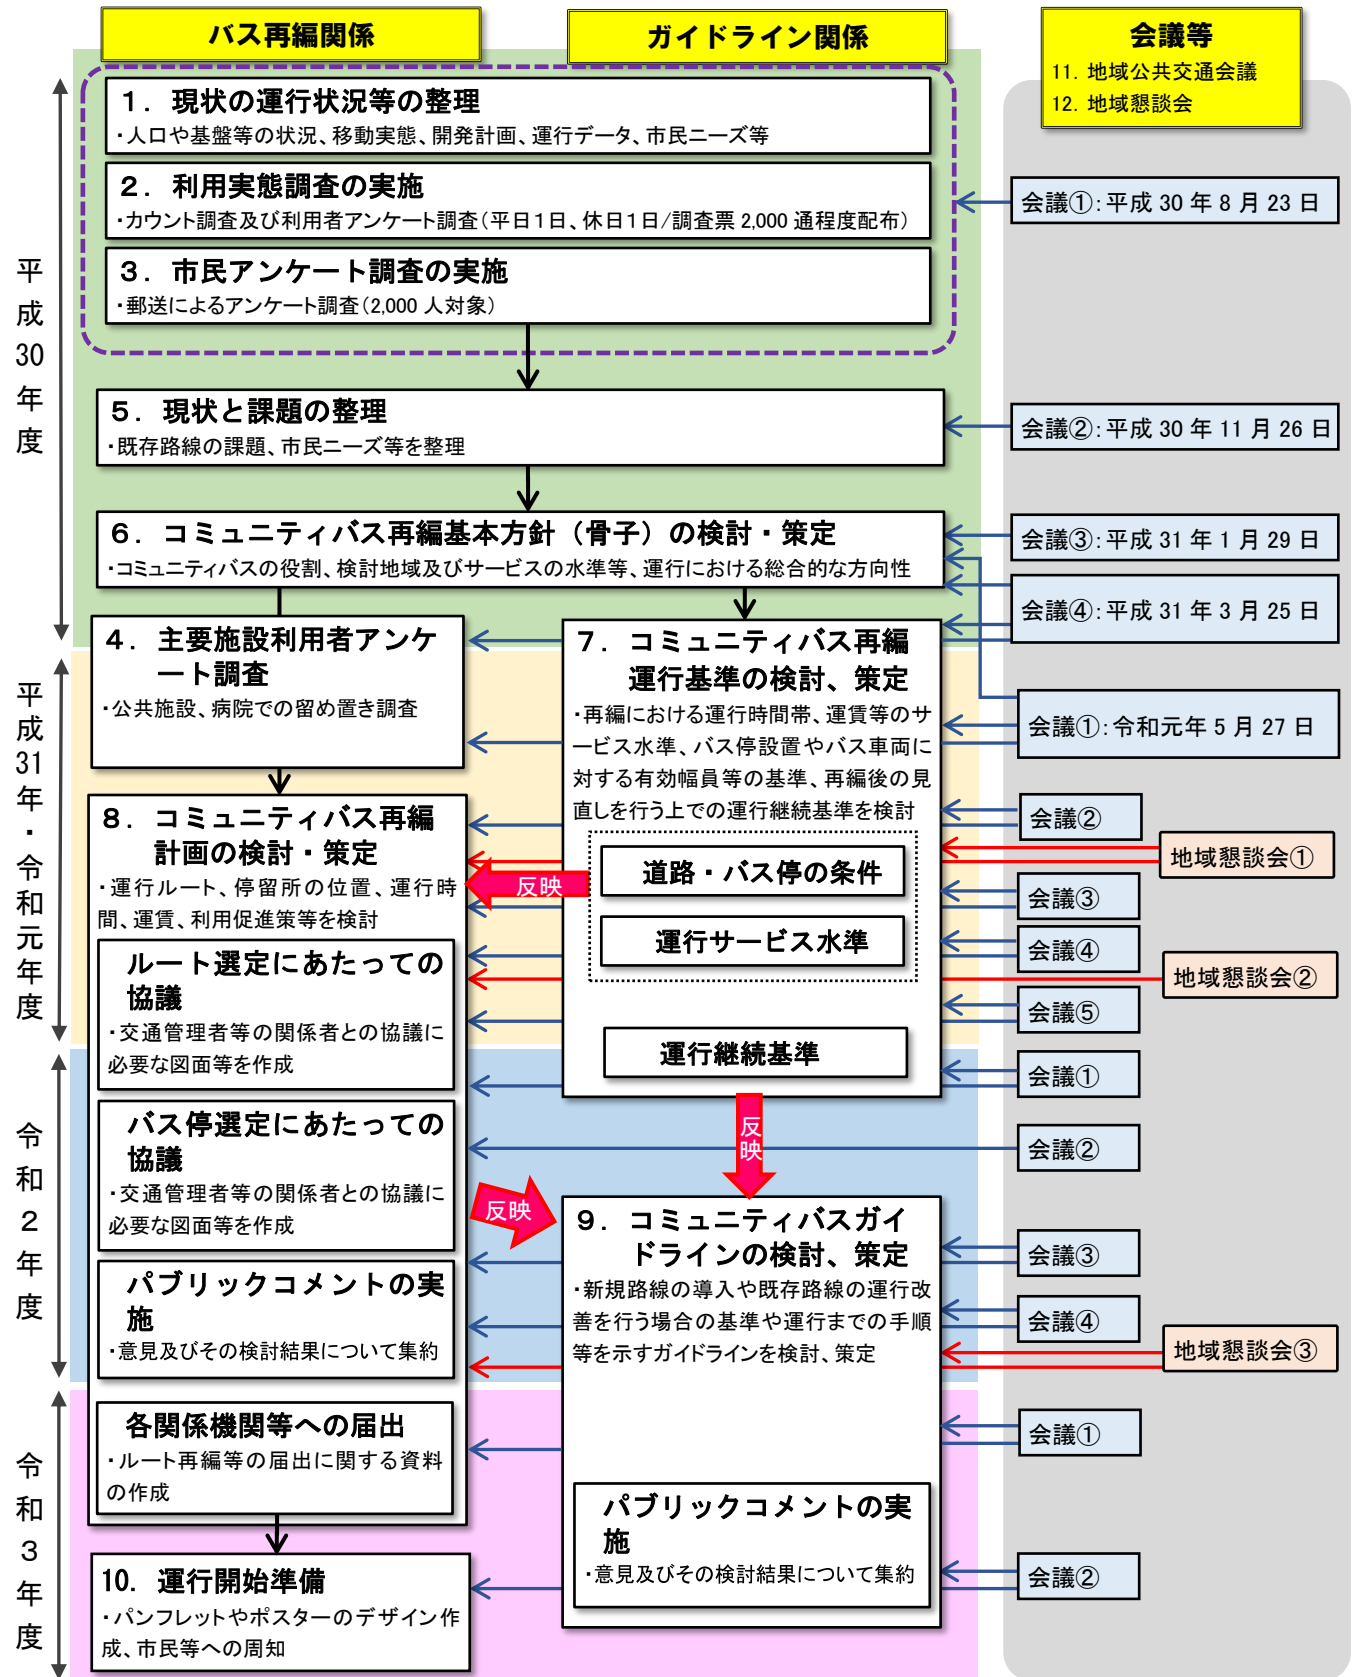 バス再編関係
ガイドライン関係
会議等
11. 地域公共交通会議
12. 地域懇談会
平成30年度
1. 現状の運行状況等の整理
・人口や基盤等の状況、移動実態、開発計画、運行データ、市民ニーズ等
2. 利用実態調査の実施
・カウント調査及び利用者アンケート調査（平日1日、休日1日/調査票 2,000 通程度配布）
3. 市民アンケート調査の実施
・郵送によるアンケート調査（2,000 人対象）
会議①：平成 30 年 8 月 23 日
5. 現状と課題の整理
・既存路線の課題、市民ニーズ等を整理
会議②：平成 30 年 11 月 26 日
6. コミュニティバス再編基本方針（骨子）の検討・策定
・コミュニティバスの役割、検討地域及びサービスの水準等、運行における総合的な方向性
会議③：平成 31 年 1 月 29 日
会議④：平成 31 年 3 月 25 日
平成31年・令和元年度
4. 主要施設利用者アンケ
ート調査
・公共施設、病院での留め置き調査
7. コミュニティバス再編
運行基準の検討、策定
・再編における運行時間帯、運賃等のサ
ービス水準、バス停設置やバス車両に
対する有効幅員等の基準、再編後の見
直しを行う上での運行継続基準を検討
道路・バス停の条件
運行サービス水準
運行継続基準
会議①：令和元年 5 月 27 日
会議②
地域懇談会①
会議③
会議④
地域懇談会②
会議⑤
8. コミュニティバス再編
計画の検討・策定
・運行ルート、停留所の位置、運行時
間、運賃、利用促進策等を検討
反映
ルート選定にあたっての
協議
・交通管理者等の関係者との協議に
必要な図面等を作成
令和2年度
バス停選定にあたっての
協議
・交通管理者等の関係者との協議に
必要な図面等を作成
パブリックコメントの実
施
・意見及びその検討結果について集約
反映
反映
会議①
会議②
9. コミュニティバスガイ
ドラインの検討、策定
・新規路線の導入や既存路線の運行改
善を行う場合の基準や運行までの手順
等を示すガイドラインを検討、策定
会議③
会議④
地域懇談会③
令和3年度
各関係機関等への届出
・ルート再編等の届出に関する資料
の作成
会議①
パブリックコメントの実
施
・意見及びその検討結果について集約
会議②
10. 運行開始準備
・パンフレットやポスターのデザイン作
成、市民等への周知